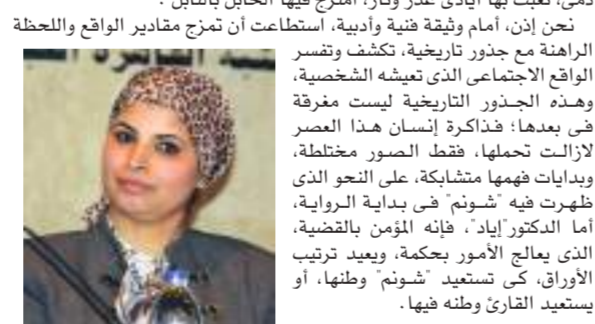 دمى، تعبث بها أيادى غدر وثأر، امتزج فيها الحابل بالنابل.
نحن إذن، أمام وثيقة فنية وأدبية، استطاعت أن تمزج مقادير الواقع واللحظة
الراهنة مع جذور تاريخية، تكشف وتفسر
الواقع الاجتماعى الذى تعيشه الشخصية،
وهذه الجذور التاريخية ليست مغرقة
فى بعدها؛ فذاكرة إنسان هذا العصر
لازالت تحملها، فقط الصور مختلطة،
وبدايات فهمها متشابكة، على النحو الذى
ظهرت فيه "شونم" فى بداية الرواية،
أما الدكتور"إياد"، فإنه المؤمن بالقضية،
الذى يعالج الأمور بحكمة، ويعيد ترتيب
الأوراق، كى تستعيد "شونم" وطنها، أو
يستعيد القارئ وطنه فيها.